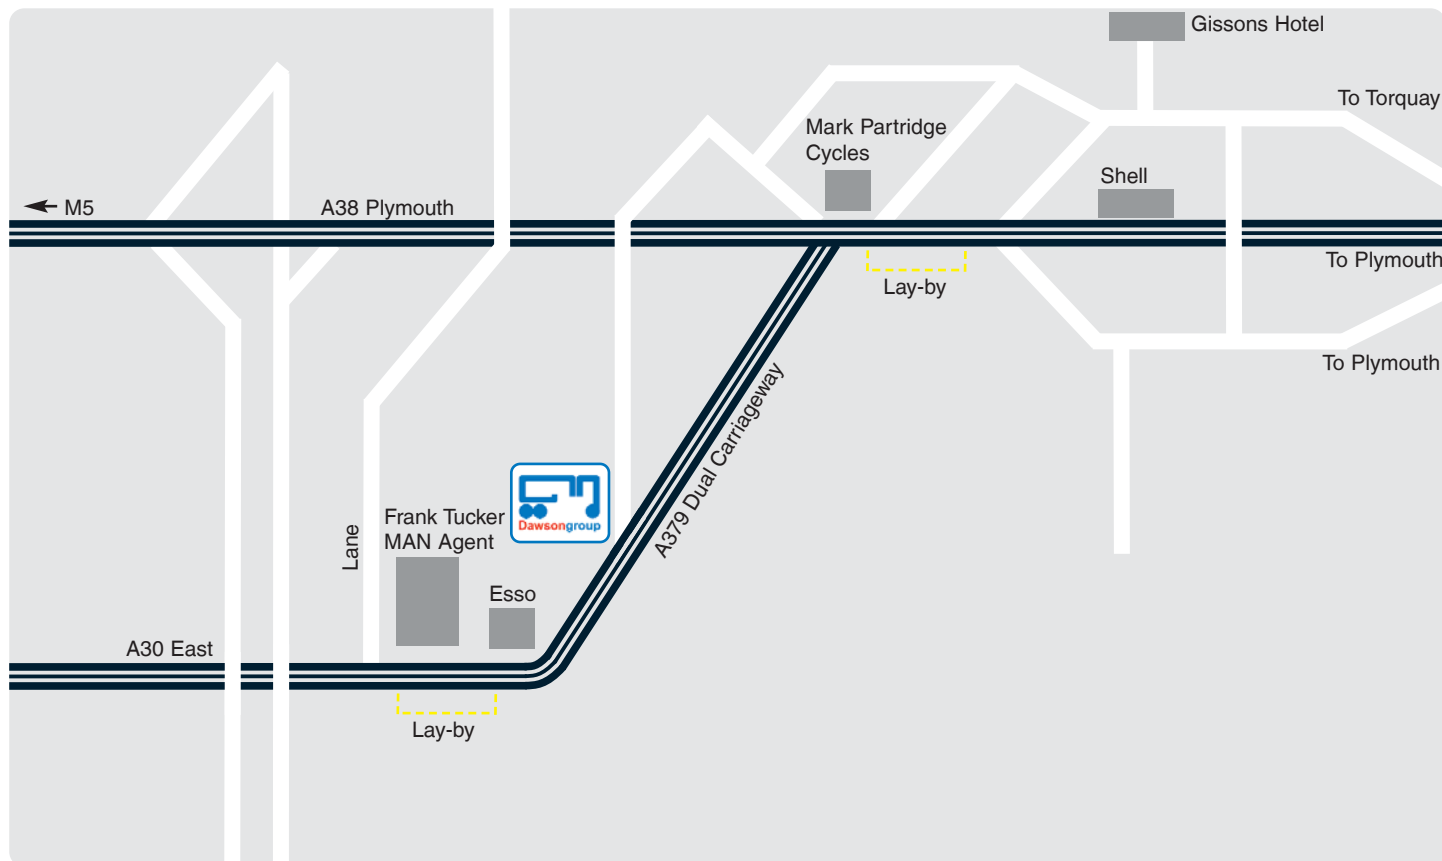 Gissons Hotel
To Torquay
Mark Partridge
Cycles
Shell
M5
A38 Plymouth
To Plymouth
Lay-by
To Plymouth
A379 Dual Carriageway
Dawsongroup
Frank Tucker
MAN Agent
Lane
Esso
A30 East
Lay-by